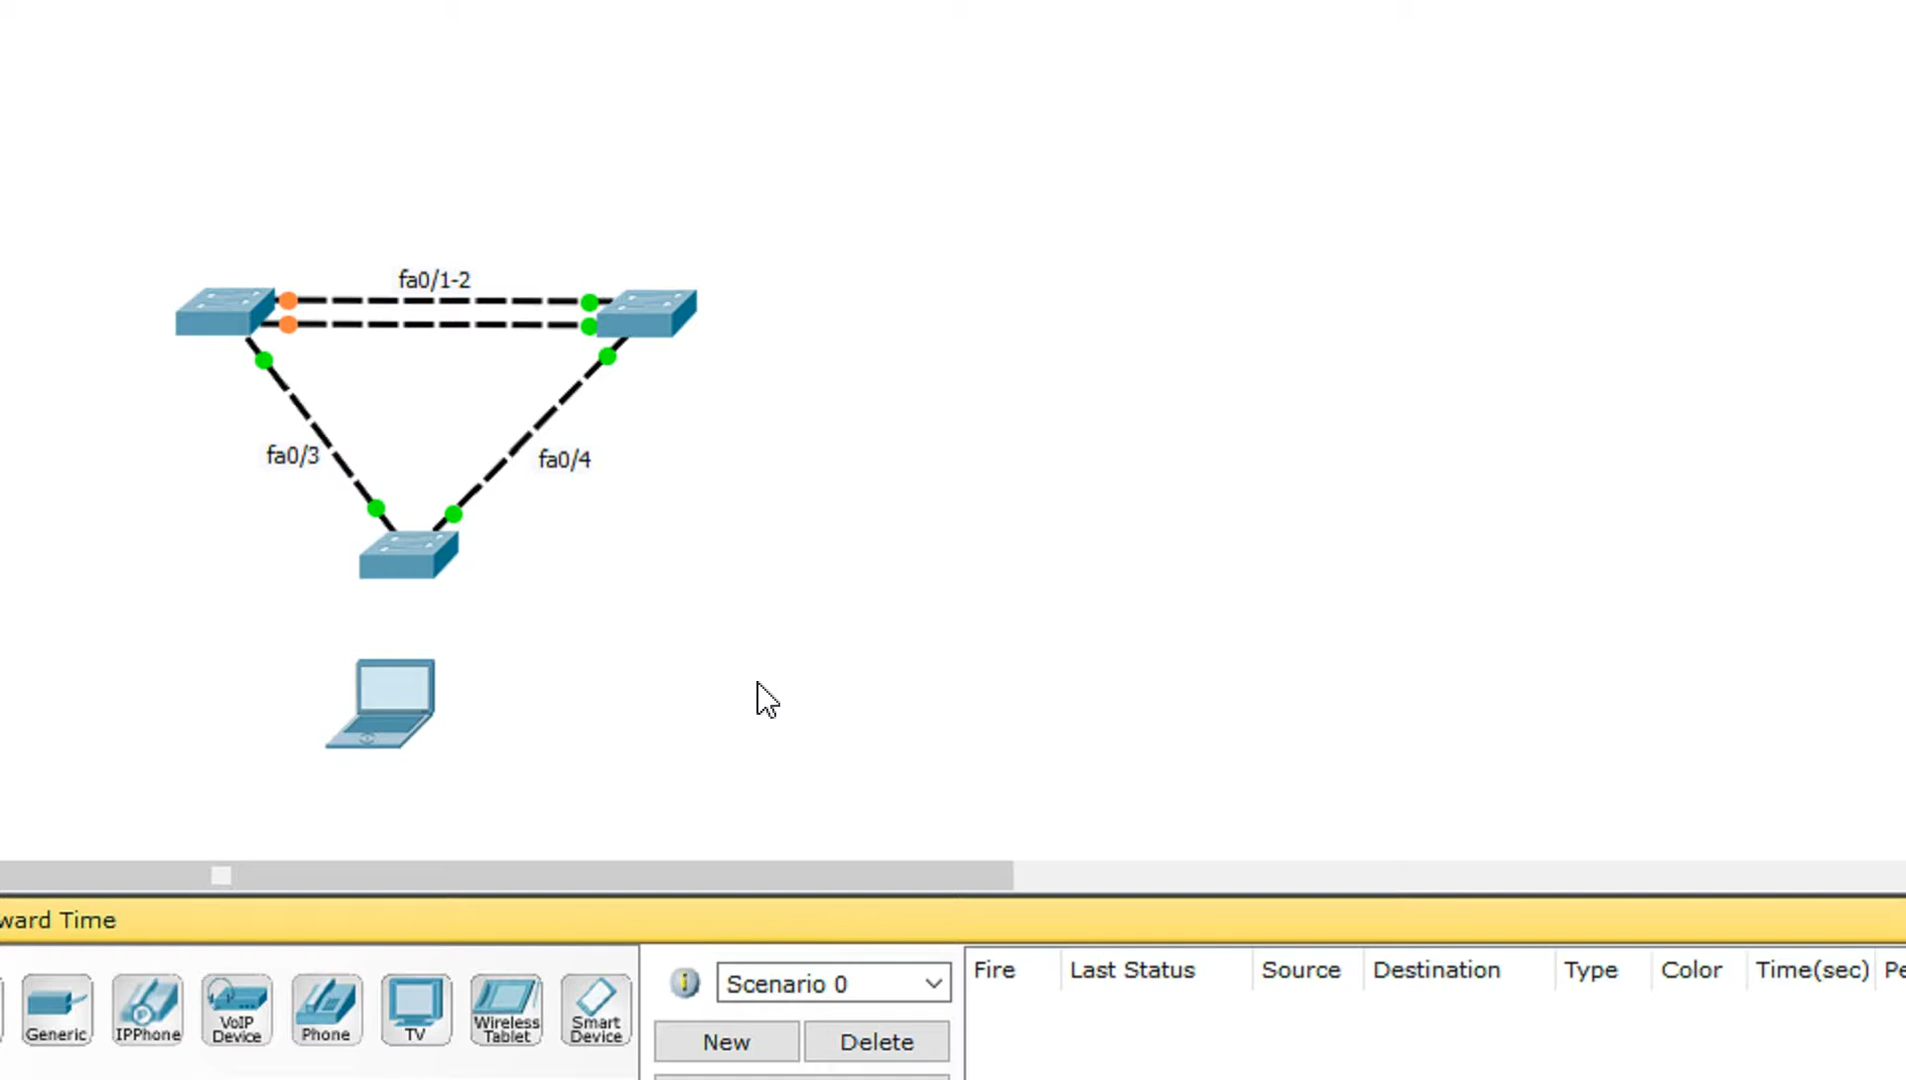 fa0/1-2
fa0/3
fa0/4
ward Time
Scenario 0
New
Delete
Fire Last Status Source Destination Type Color Time(sec) Pe
Generic
IPPhone
VoIP
Device
Phone
TV
Wireless
Tablet
Smart
Device